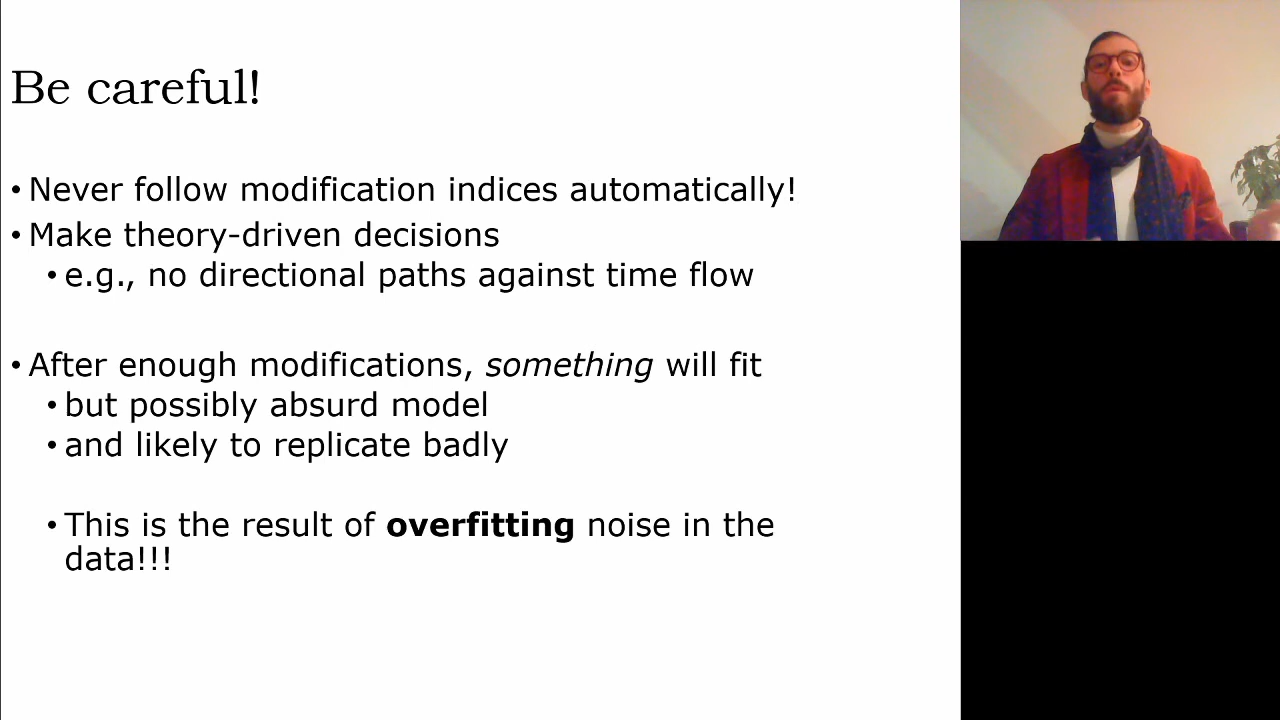 Be careful!
• Never follow modification indices automatically!
• Make theory-driven decisions
• e.g., no directional paths against time flow
• After enough modifications, something will fit
• but possibly absurd model
• and likely to replicate badly
• This is the result of overfitting noise in the
data!!!